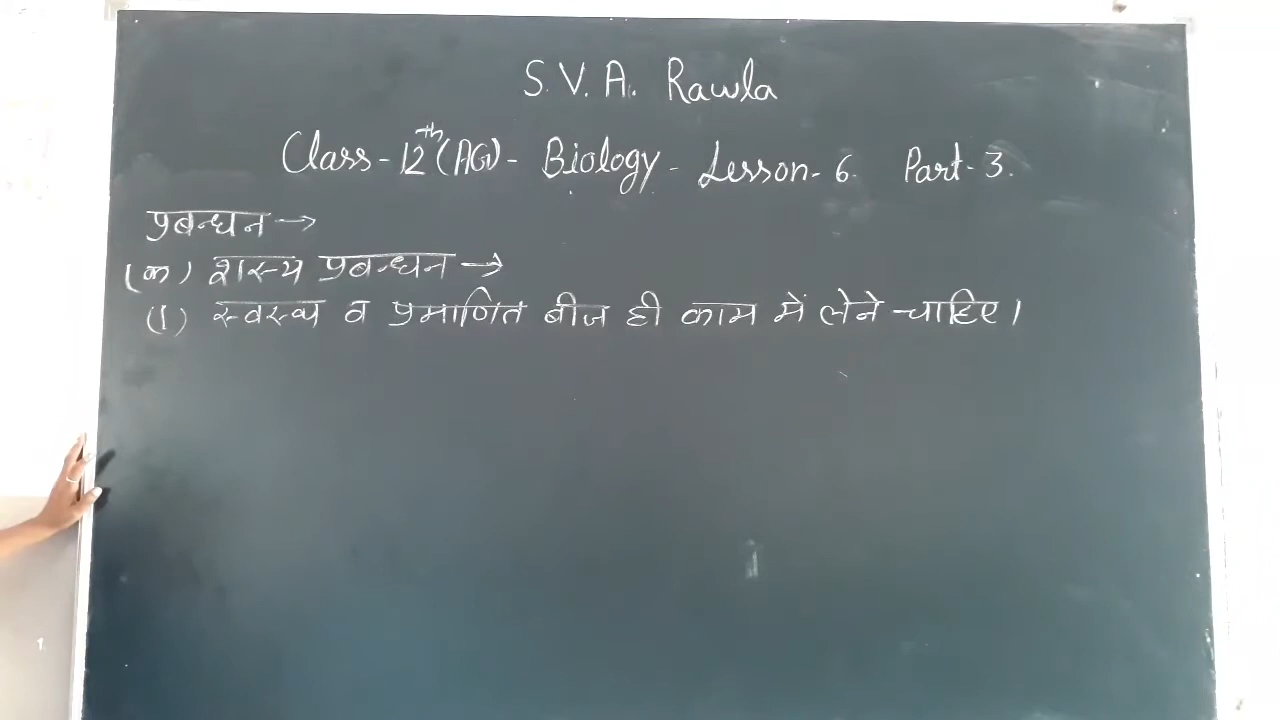 S.V.A. Rawla
Class-12th (AG)- Biology - Lesson-6. Part-3.
प्रबन्धन →
(क) शस्य प्रबन्धन →
(1) स्वस्थ व प्रमाणित बीज ही काम में लेने चाहिए।